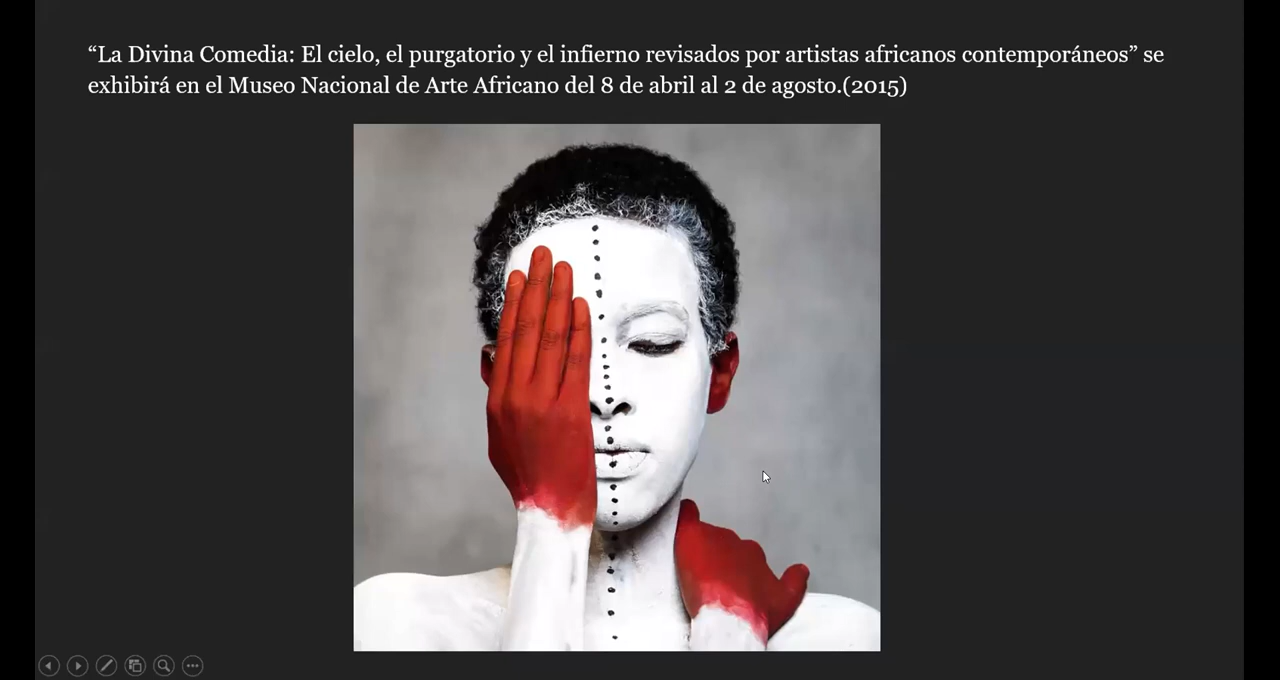 “La Divina Comedia: El cielo, el purgatorio y el infierno revisados por artistas africanos contemporáneos” se
exhibirá en el Museo Nacional de Arte Africano del 8 de abril al 2 de agosto.(2015)